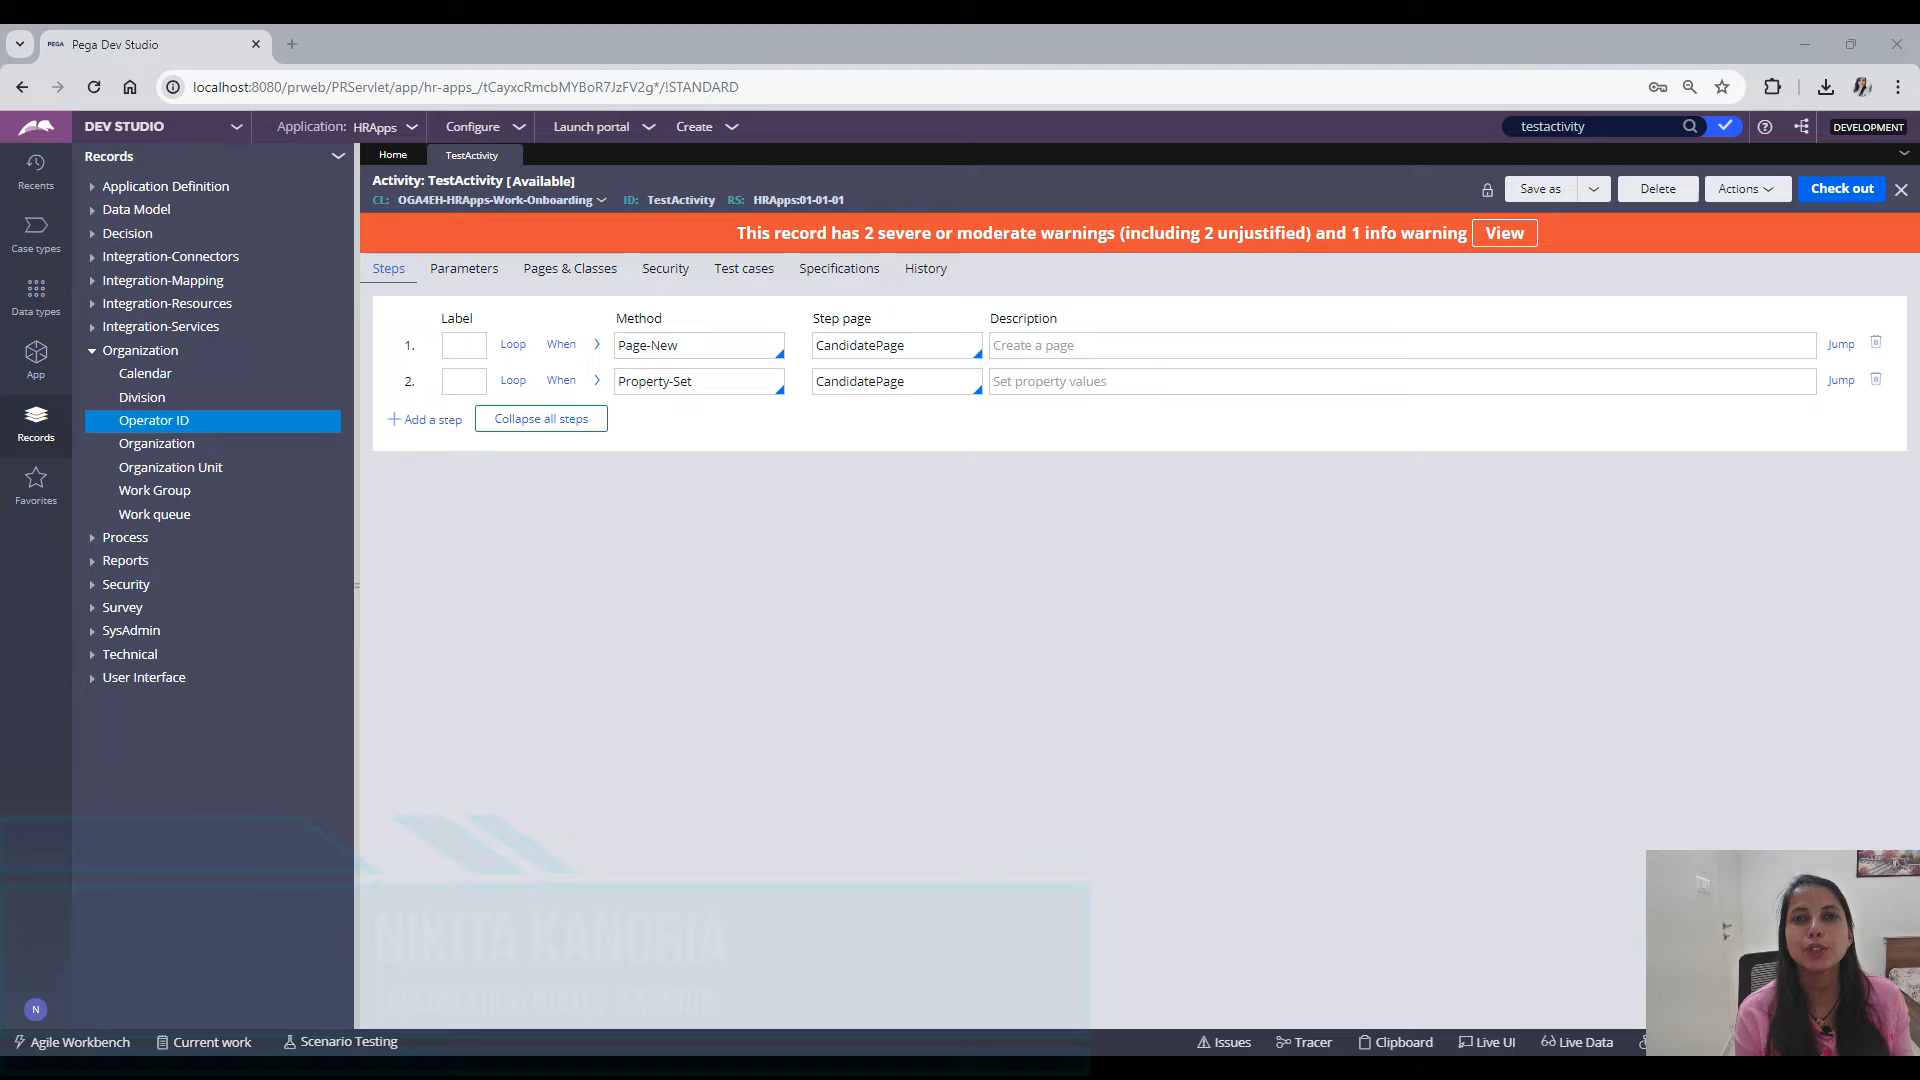 PEGA Pega Dev Studio
localhost:8080/prweb/PRServlet/app/hr-apps_/tCayxcRmcbMYBoR7JzFV2g*/!STANDARD
DEV STUDIO
Application: HRApps
Configure
Launch portal
Create
testactivity
DEVELOPMENT
Recents
Case types
Data types
App
Records
Favorites
N
Records
Application Definition
Data Model
Decision
Integration-Connectors
Integration-Mapping
Integration-Resources
Integration-Services
Organization
Calendar
Division
Operator ID
Organization
Organization Unit
Work Group
Work queue
Process
Reports
Security
Survey
SysAdmin
Technical
User Interface
Home
TestActivity
Activity: TestActivity [Available]
CL: OGA4EH-HRApps-Work-Onboarding ID: TestActivity RS: HRApps:01-01-01
Save as
Delete
Actions
Check out
This record has 2 severe or moderate warnings (including 2 unjustified) and 1 info warning View
Steps Parameters Pages & Classes Security Test cases Specifications History
Label Method Step page Description
1. Loop When Page-New CandidatePage Create a page Jump
2. Loop When Property-Set CandidatePage Set property values Jump
Add a step Collapse all steps
NIKITA KANORIA
Agile Workbench Current work Scenario Testing
Issues Tracer Clipboard Live UI Live Data